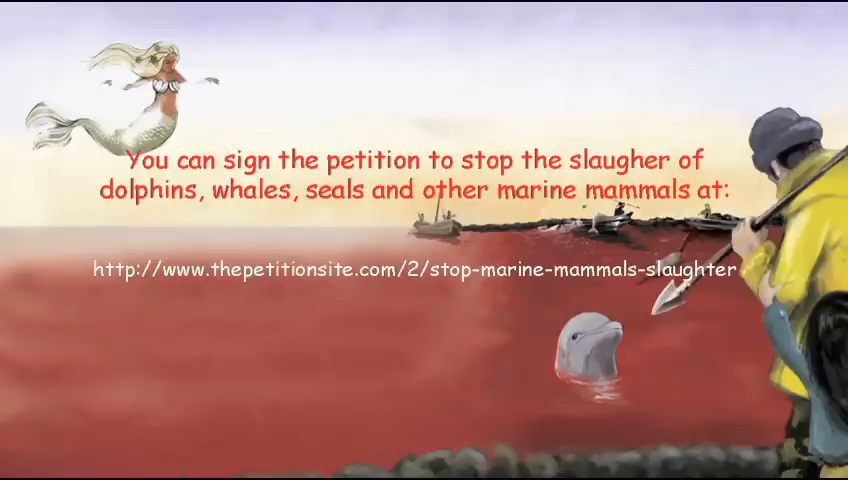 You can sign the petition to stop the slaugher of
dolphins, whales, seals and other marine mammals at:
http://www.thepetitionsite.com/2/stop-marine-mammals-slaughter